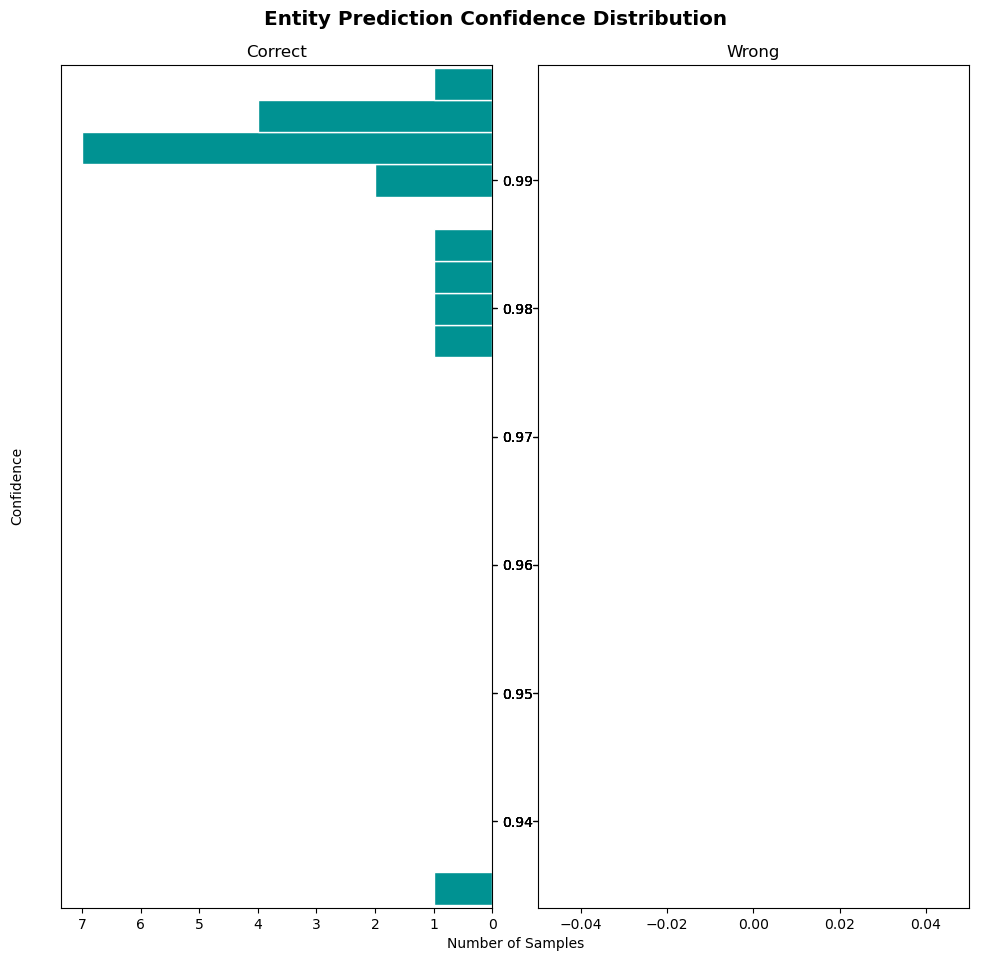 Entity Prediction Confidence Distribution
Correct
Wrong
0.99
0.98
0.97
0.96
0.95
0.94
Confidence
7 6 5 4 3 2 1 0
−0.04 −0.02 0.00 0.02 0.04
Number of Samples